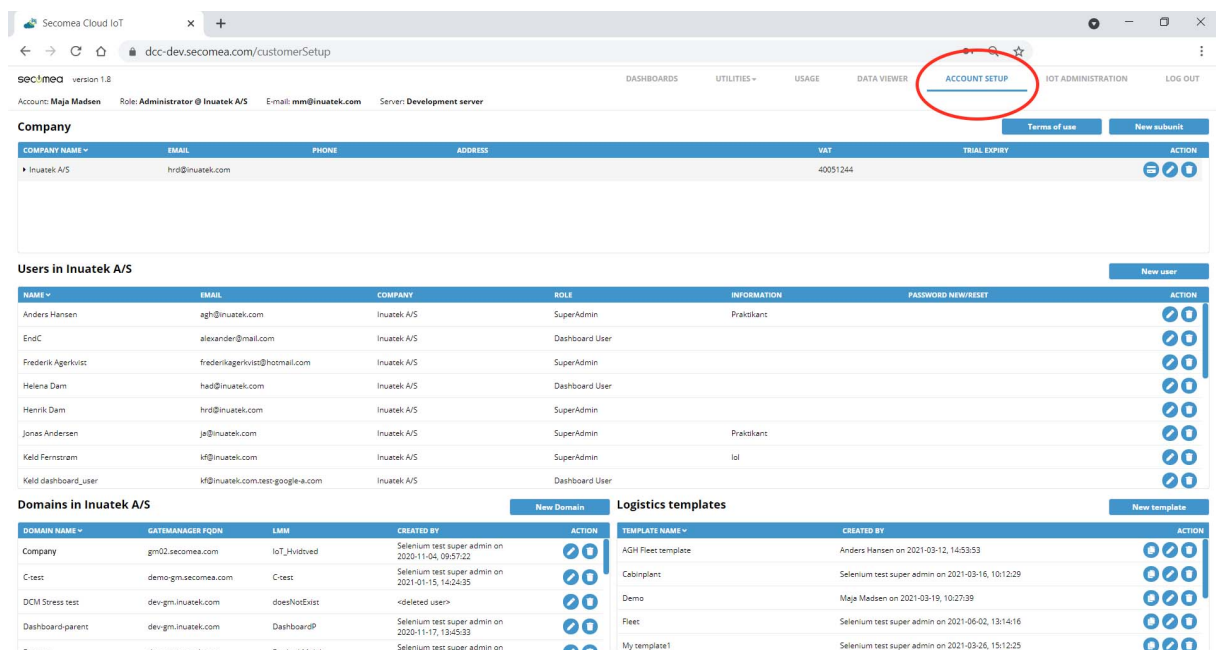 Secomea Cloud IoT
dcc-dev.secomea.com/customerSetup
secomea version 1.8
DASHBOARDS UTILITIES USAGE DATA VIEWER ACCOUNT SETUP IOT ADMINISTRATION LOG OUT
Account: Maja Madsen Role: Administrator @ Inuatek A/S E-mail: mm@inuatek.com Server: Development server
Company
Terms of use New subunit
COMPANY NAME EMAIL PHONE ADDRESS VAT TRIAL EXPIRY ACTION
Inuatek A/S hrd@inuatek.com 40051244
Users in Inuatek A/S
New user
NAME EMAIL COMPANY ROLE INFORMATION PASSWORD NEW/RESET ACTION
Anders Hansen agh@inuatek.com Inuatek A/S SuperAdmin Praktikant
EndC alexander@mail.com Inuatek A/S Dashboard User
Frederik Agerkvist frederikagerkvist@hotmail.com Inuatek A/S SuperAdmin
Helena Dam had@inuatek.com Inuatek A/S Dashboard User
Henrik Dam hrd@inuatek.com Inuatek A/S SuperAdmin
Jonas Andersen ja@inuatek.com Inuatek A/S SuperAdmin Praktikant
Keld Fernstrøm kf@inuatek.com Inuatek A/S SuperAdmin lol
Keld dashboard_user kf@inuatek.com.test-google-a.com Inuatek A/S Dashboard User
Domains in Inuatek A/S
New Domain
DOMAIN NAME GATEMANAGER FQDN LMM CREATED BY ACTION
Company gm02.secomea.com IoT_Hvidtved Selenium test super admin on
2020-11-04, 09:57:22
C-test demo-gm.secomea.com C-test Selenium test super admin on
2021-01-15, 14:24:35
DCM Stress test dev-gm.inuatek.com doesNotExist <deleted user>
Dashboard-parent dev-gm.inuatek.com DashboardP Selenium test super admin on
2020-11-17, 13:45:33
Selenium test super admin on
Logistics templates
New template
TEMPLATE NAME CREATED BY ACTION
AGH Fleet template Anders Hansen on 2021-03-12, 14:53:53
Cabinplant Selenium test super admin on 2021-03-16, 10:12:29
Demo Maja Madsen on 2021-03-19, 10:27:39
Fleet Selenium test super admin on 2021-06-02, 13:14:16
My template1 Selenium test super admin on 2021-03-26, 15:12:25